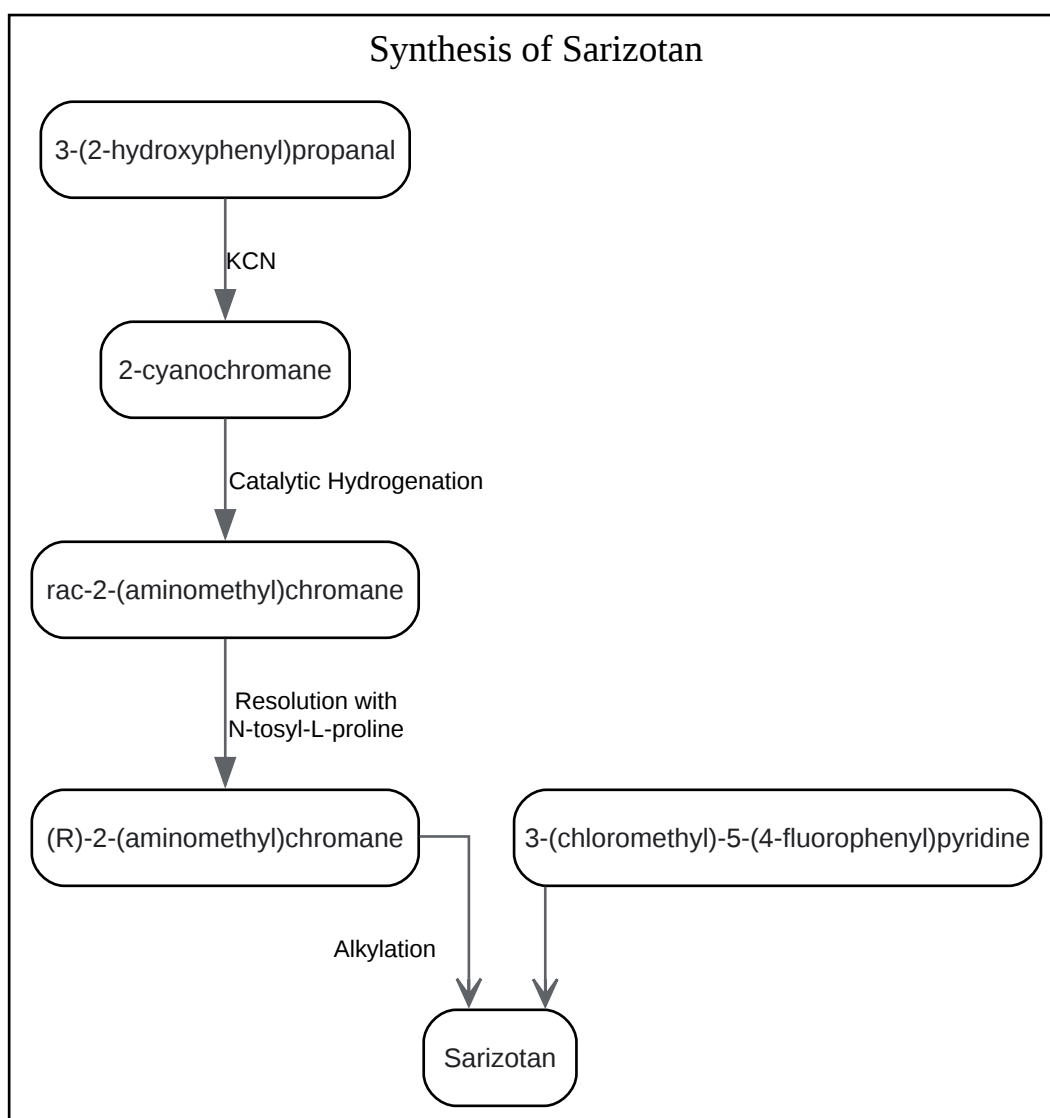 Synthesis of Sarizotan
3-(2-hydroxyphenyl)propanal
KCN
2-cyanochromane
Catalytic Hydrogenation
rac-2-(aminomethyl)chromane
Resolution with
N-tosyl-L-proline
(R)-2-(aminomethyl)chromane
3-(chloromethyl)-5-(4-fluorophenyl)pyridine
Alkylation
Sarizotan